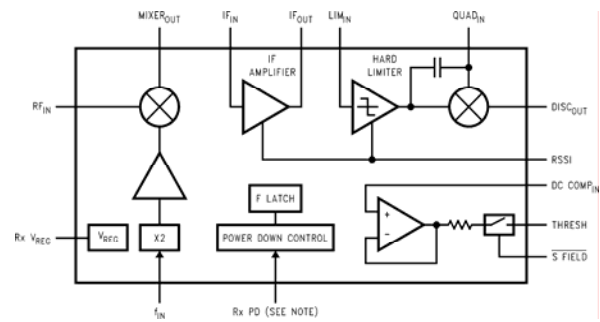 MIXER_OUT
IF_IN
IF_OUT
LIM_IN
QUAD_IN
IF
AMPLIFIER
HARD
LIMITER
RF_IN
DISC_OUT
RSSI
DC COMP_IN
F LATCH
+
-
THRESH
Rx V_REG
V_REG
X2
POWER DOWN CONTROL
S FIELD
f_IN
Rx PD (SEE NOTE)